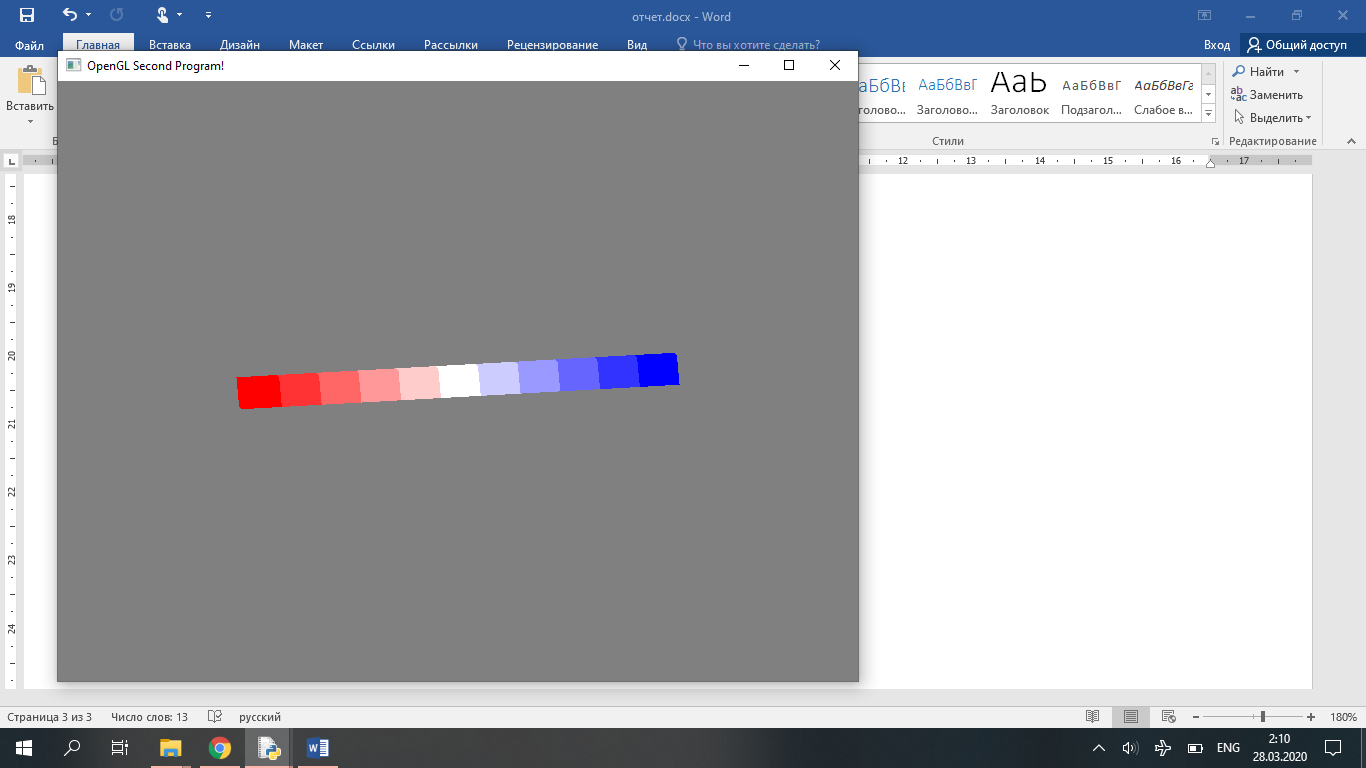 отчет.docx - Word
Файл Главная Вставка Дизайн Макет Ссылки Рассылки Рецензирование Вид Что вы хотите сделать? Вход Общий доступ
OpenGL Second Program!
Вставить
Заголово... Заголовок Подзагол... Слабое в...
АаБбВвГ АаЬ АаБбВвГ АаБбВвГг
Найти
Заменить
Выделить
Стили
Редактирование
12 13 14 15 16 17
18
19
20
21
22
23
24
Страница 3 из 3 Число слов: 13 русский 180%
ENG
2:10
28.03.2020